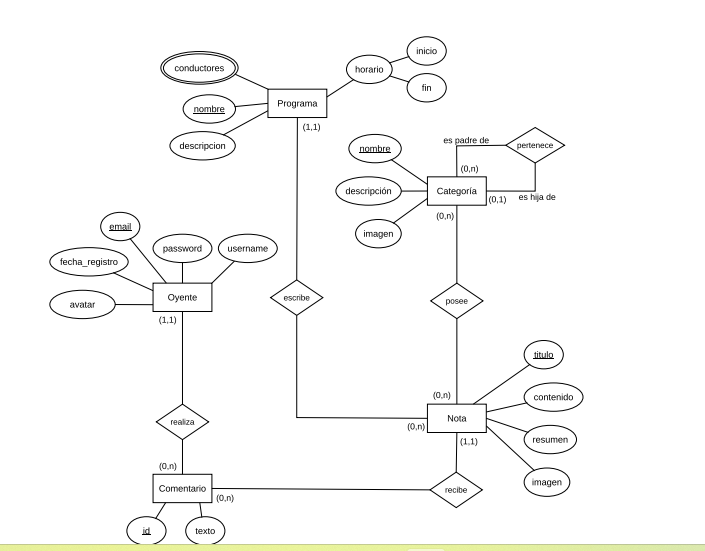 inicio
conductores
horario
fin
Programa
nombre
(1,1)
descripcion
es padre de
pertenece
nombre
(0,n)
descripción
Categoría
(0,1)
es hija de
(0,n)
imagen
email
password
username
fecha_registro
Oyente
avatar
(1,1)
escribe
posee
titulo
(0,n)
contenido
Nota
(0,n)
(1,1)
resumen
realiza
(0,n)
imagen
Comentario
(0,n)
recibe
id
texto